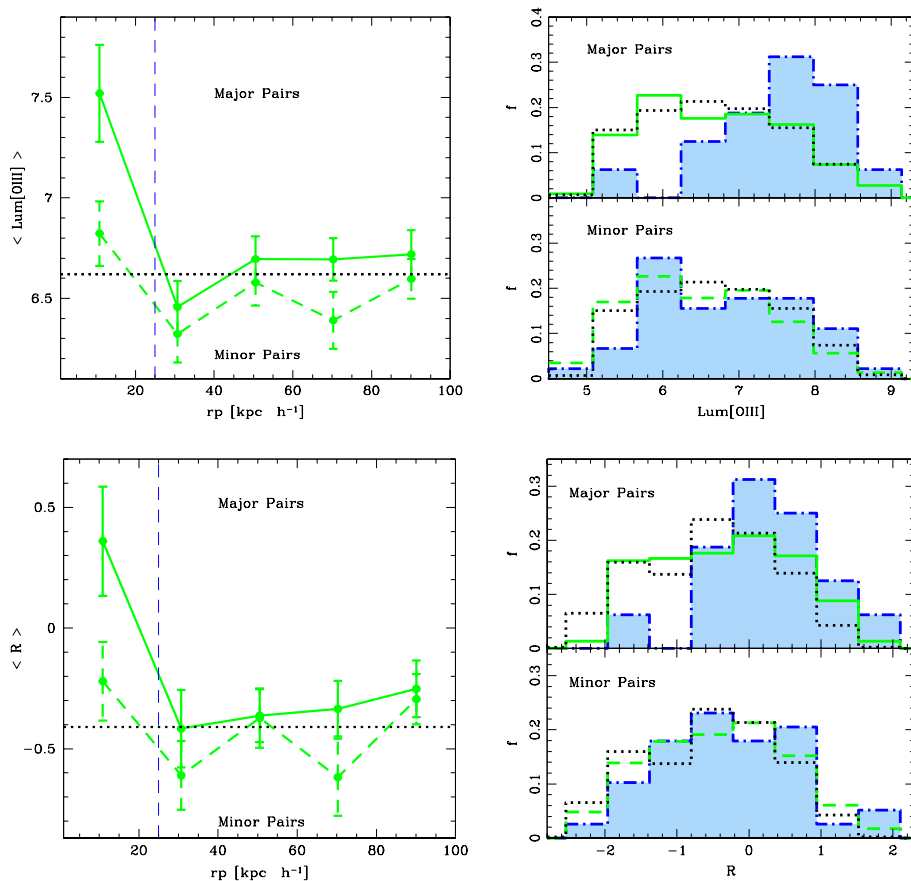 7.5
7
6.5
< Lum[OIII] >
Major Pairs
Minor Pairs
20
40
60
80
100
rp [kpc h⁻¹]
0.4
0.3
0.2
0.1
0
f
Major Pairs
0.3
0.2
0.1
0
f
Minor Pairs
5
6
7
8
9
Lum[OIII]
0.5
0
−0.5
< R >
Major Pairs
Minor Pairs
20
40
60
80
100
rp [kpc h⁻¹]
0.3
0.2
0.1
0
f
Major Pairs
0.3
0.2
0.1
0
f
Minor Pairs
−2
−1
0
1
2
R